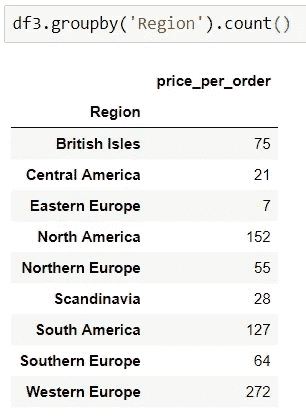 df3.groupby('Region').count()
price_per_order
Region
British Isles 75
Central America 21
Eastern Europe 7
North America 152
Northern Europe 55
Scandinavia 28
South America 127
Southern Europe 64
Western Europe 272